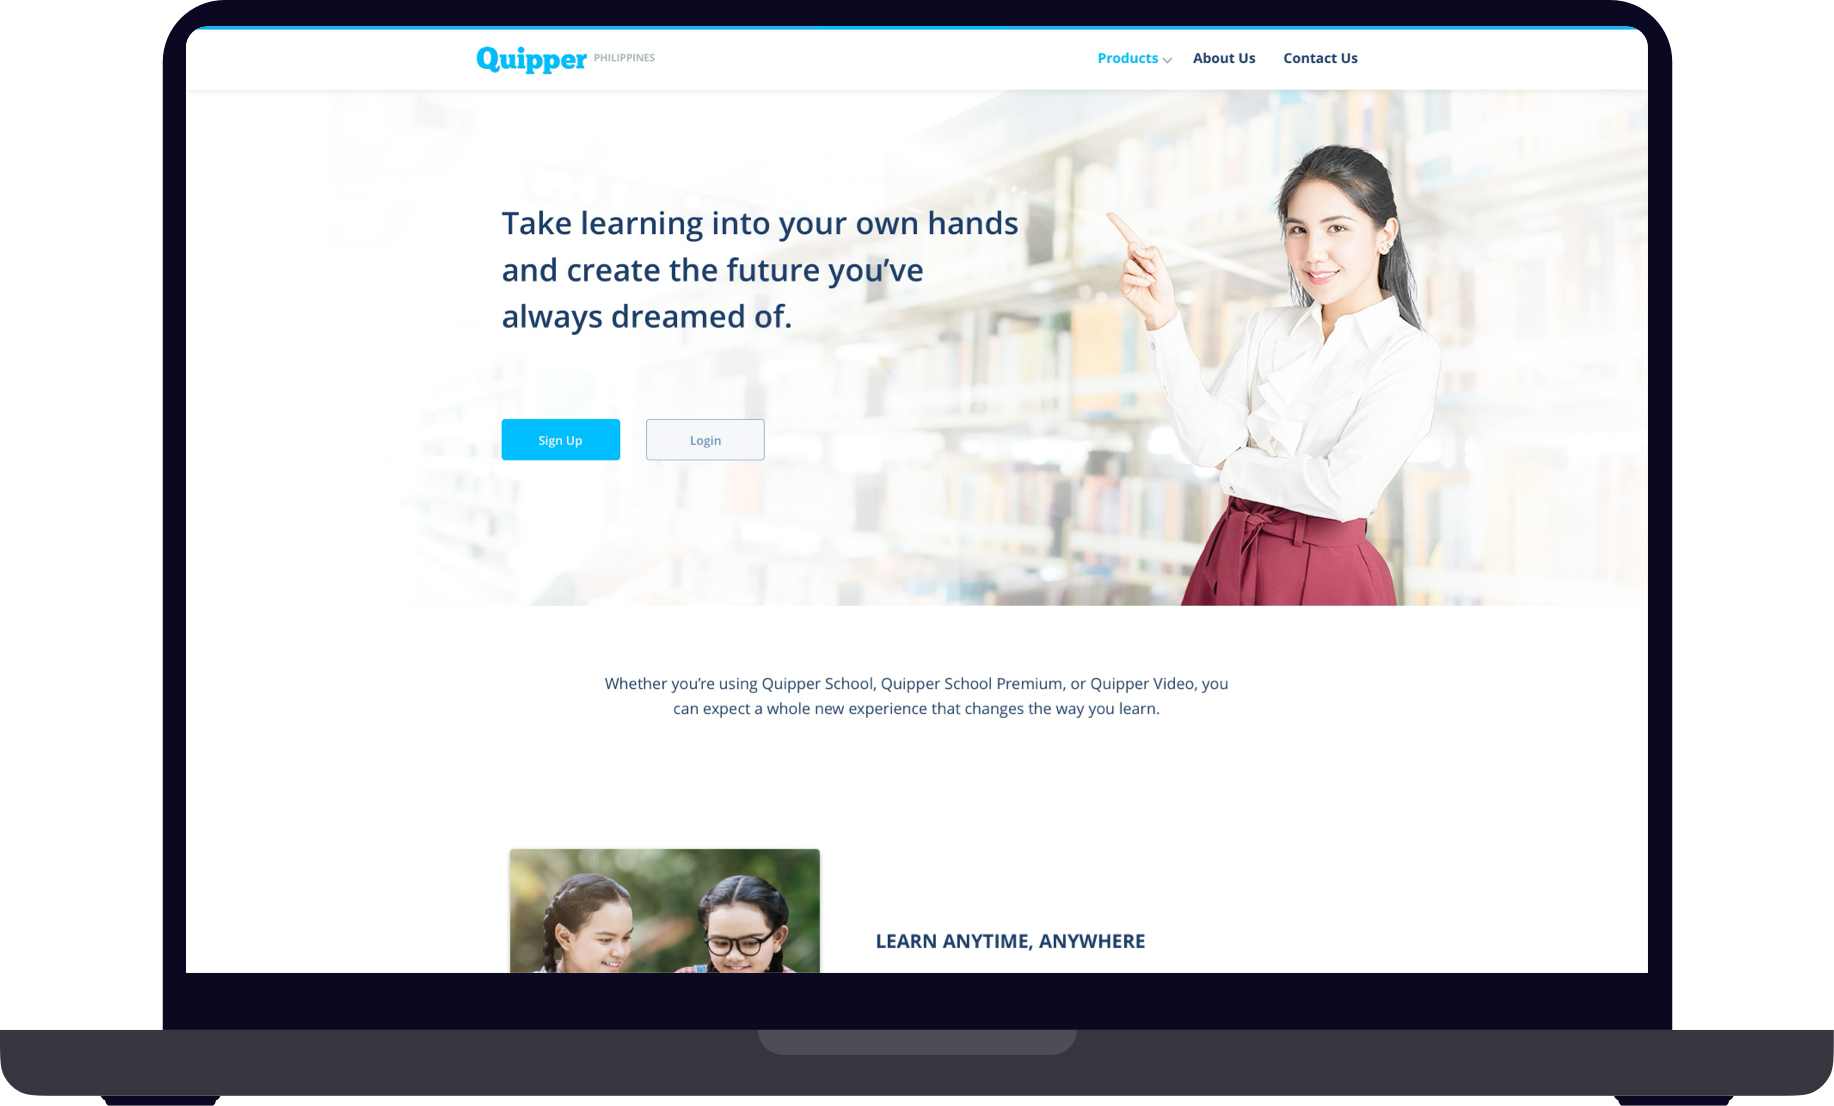 Quipper PHILIPPINES
Products About Us Contact Us
Take learning into your own hands
and create the future you’ve
always dreamed of.
Sign Up Login
Whether you’re using Quipper School, Quipper School Premium, or Quipper Video, you
can expect a whole new experience that changes the way you learn.
LEARN ANYTIME, ANYWHERE